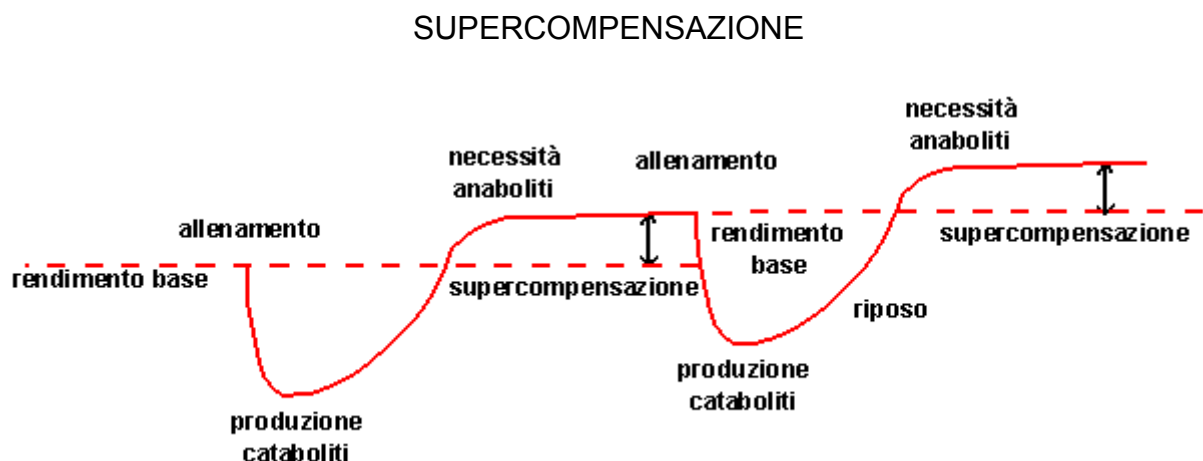 SUPERCOMPENSAZIONE
necessità
anaboliti
allenamento
necessità
anaboliti
allenamento
rendimento base
supercompensazione
rendimento
base
supercompensazione
riposo
produzione
cataboliti
produzione
cataboliti